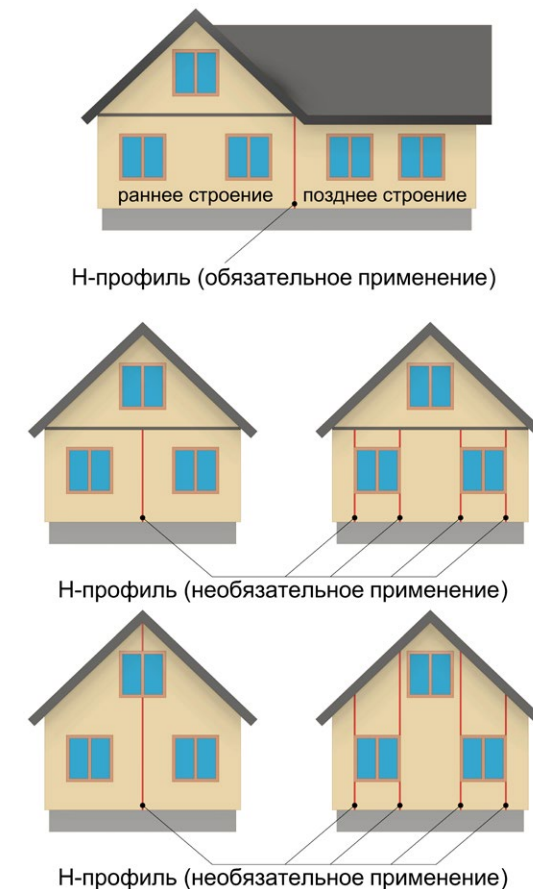 раннее строение позднее строение
Н-профиль (обязательное применение)
Н-профиль (необязательное применение)
Н-профиль (необязательное применение)